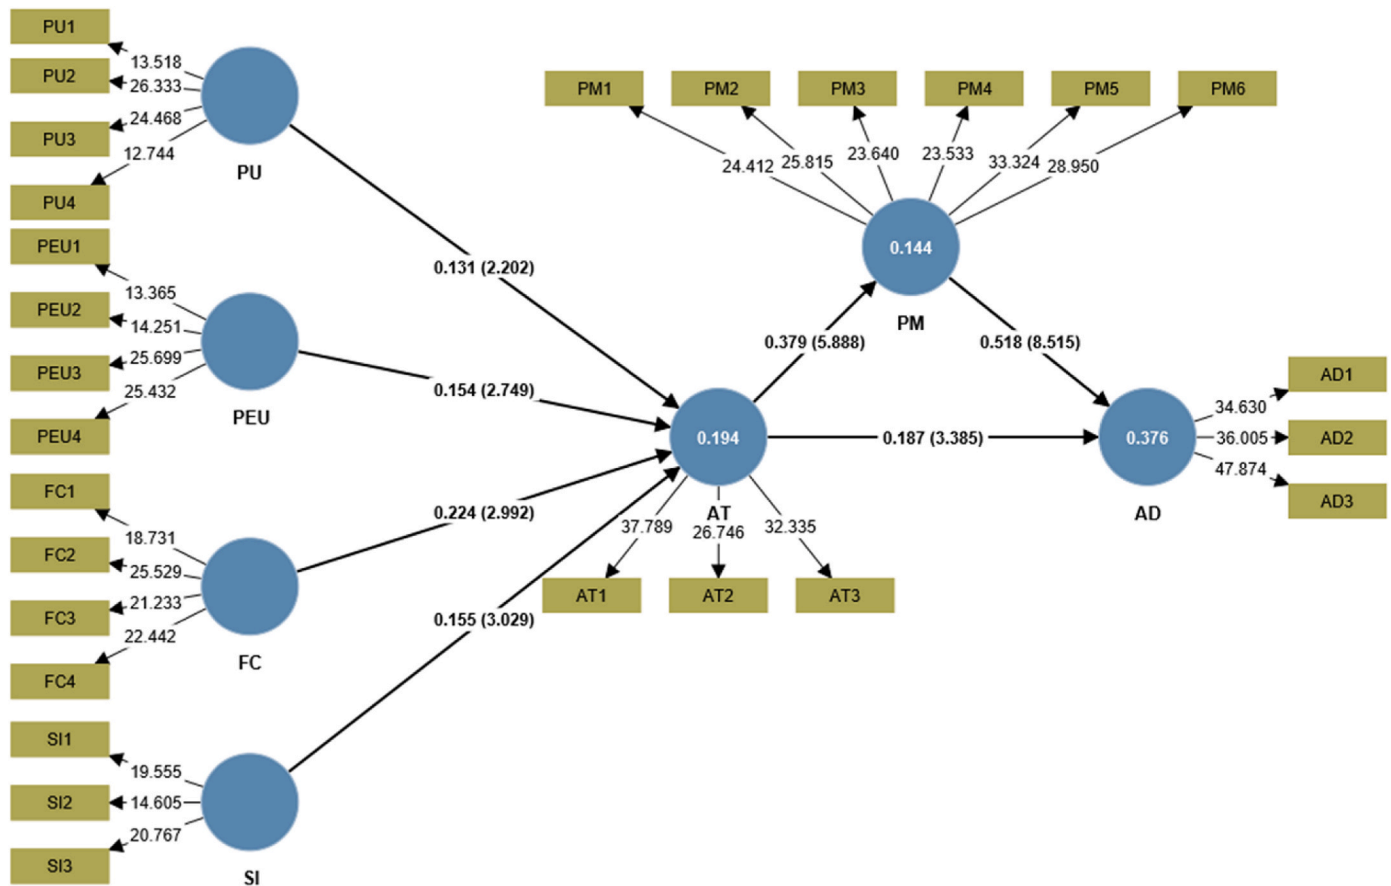 PU1
PU2
PU3
PU4
13.518
26.333
24.468
12.744
PU
PEU1
PEU2
PEU3
PEU4
13.365
14.251
25.699
25.432
PEU
FC1
FC2
FC3
FC4
18.731
25.529
21.233
22.442
FC
SI1
SI2
SI3
19.555
14.605
20.767
SI
0.131 (2.202)
0.154 (2.749)
0.224 (2.992)
0.155 (3.029)
PM1
PM2
PM3
PM4
PM5
PM6
24.412
25.815
23.640
23.533
33.324
28.950
0.144
PM
0.379 (5.888)
0.518 (8.515)
0.194
AT
0.187 (3.385)
37.789
26.746
32.335
AT1
AT2
AT3
0.376
AD
34.630
36.005
47.874
AD1
AD2
AD3